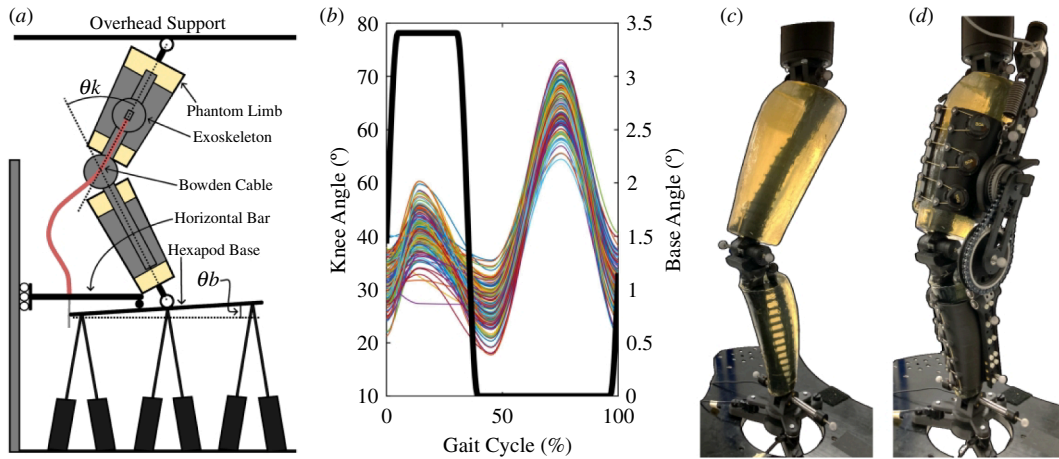 (a)
Overhead Support
θk
Phantom Limb
Exoskeleton
Bowden Cable
Horizontal Bar
Hexapod Base
θb
(b)
80
70
60
50
40
30
20
10
Knee Angle (°)
3.5
3
2.5
2
1.5
1
0.5
0
Base Angle (°)
0
50
100
Gait Cycle (%)
(c)
(d)